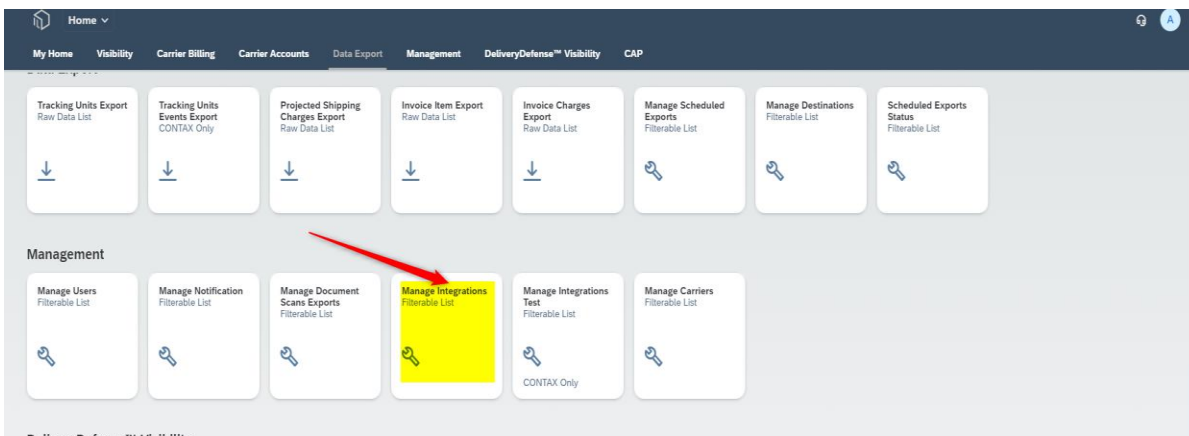 Home
A
My Home Visibility Carrier Billing Carrier Accounts Data Export Management DeliveryDefense™ Visibility CAP
Tracking Units Export
Raw Data List
Tracking Units
Events Export
CONTAX Only
Projected Shipping
Charges Export
Raw Data List
Invoice Item Export
Raw Data List
Invoice Charges
Export
Raw Data List
Manage Scheduled
Exports
Filterable List
Manage Destinations
Filterable List
Scheduled Exports
Status
Filterable List
Management
Manage Users
Filterable List
Manage Notification
Filterable List
Manage Document
Scans Exports
Filterable List
Manage Integrations
Filterable List
Manage Integrations
Test
Filterable List
CONTAX Only
Manage Carriers
Filterable List